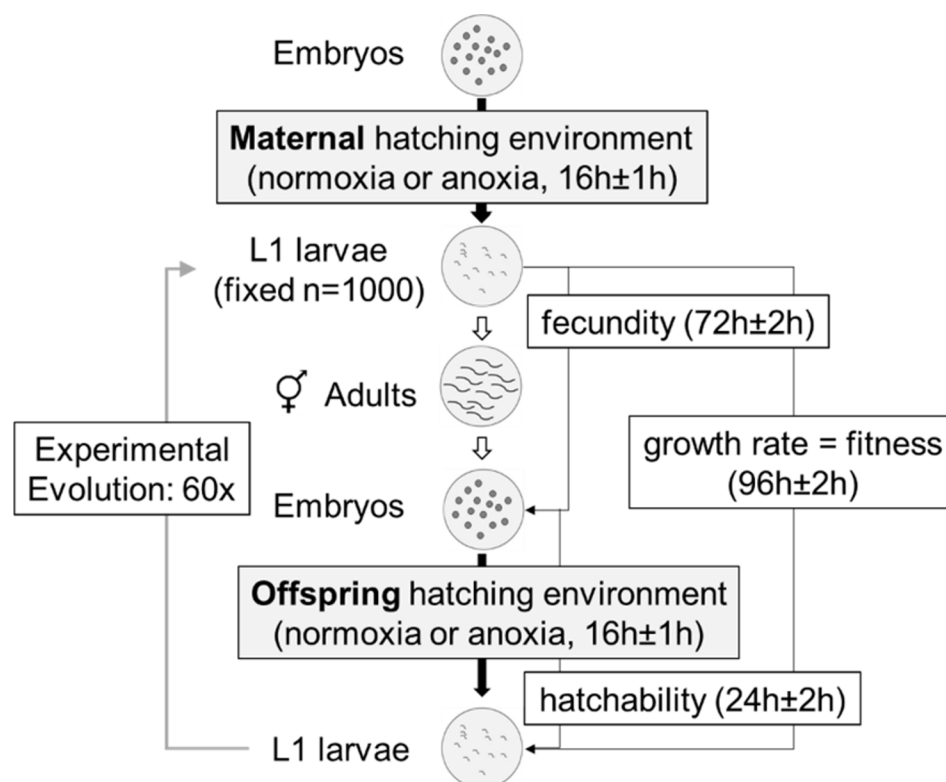 Embryos
Maternal hatching environment
(normoxia or anoxia, 16h±1h)
L1 larvae
(fixed n=1000)
fecundity (72h±2h)
⚥ Adults
growth rate = fitness
(96h±2h)
Experimental
Evolution: 60x
Embryos
Offspring hatching environment
(normoxia or anoxia, 16h±1h)
hatchability (24h±2h)
L1 larvae